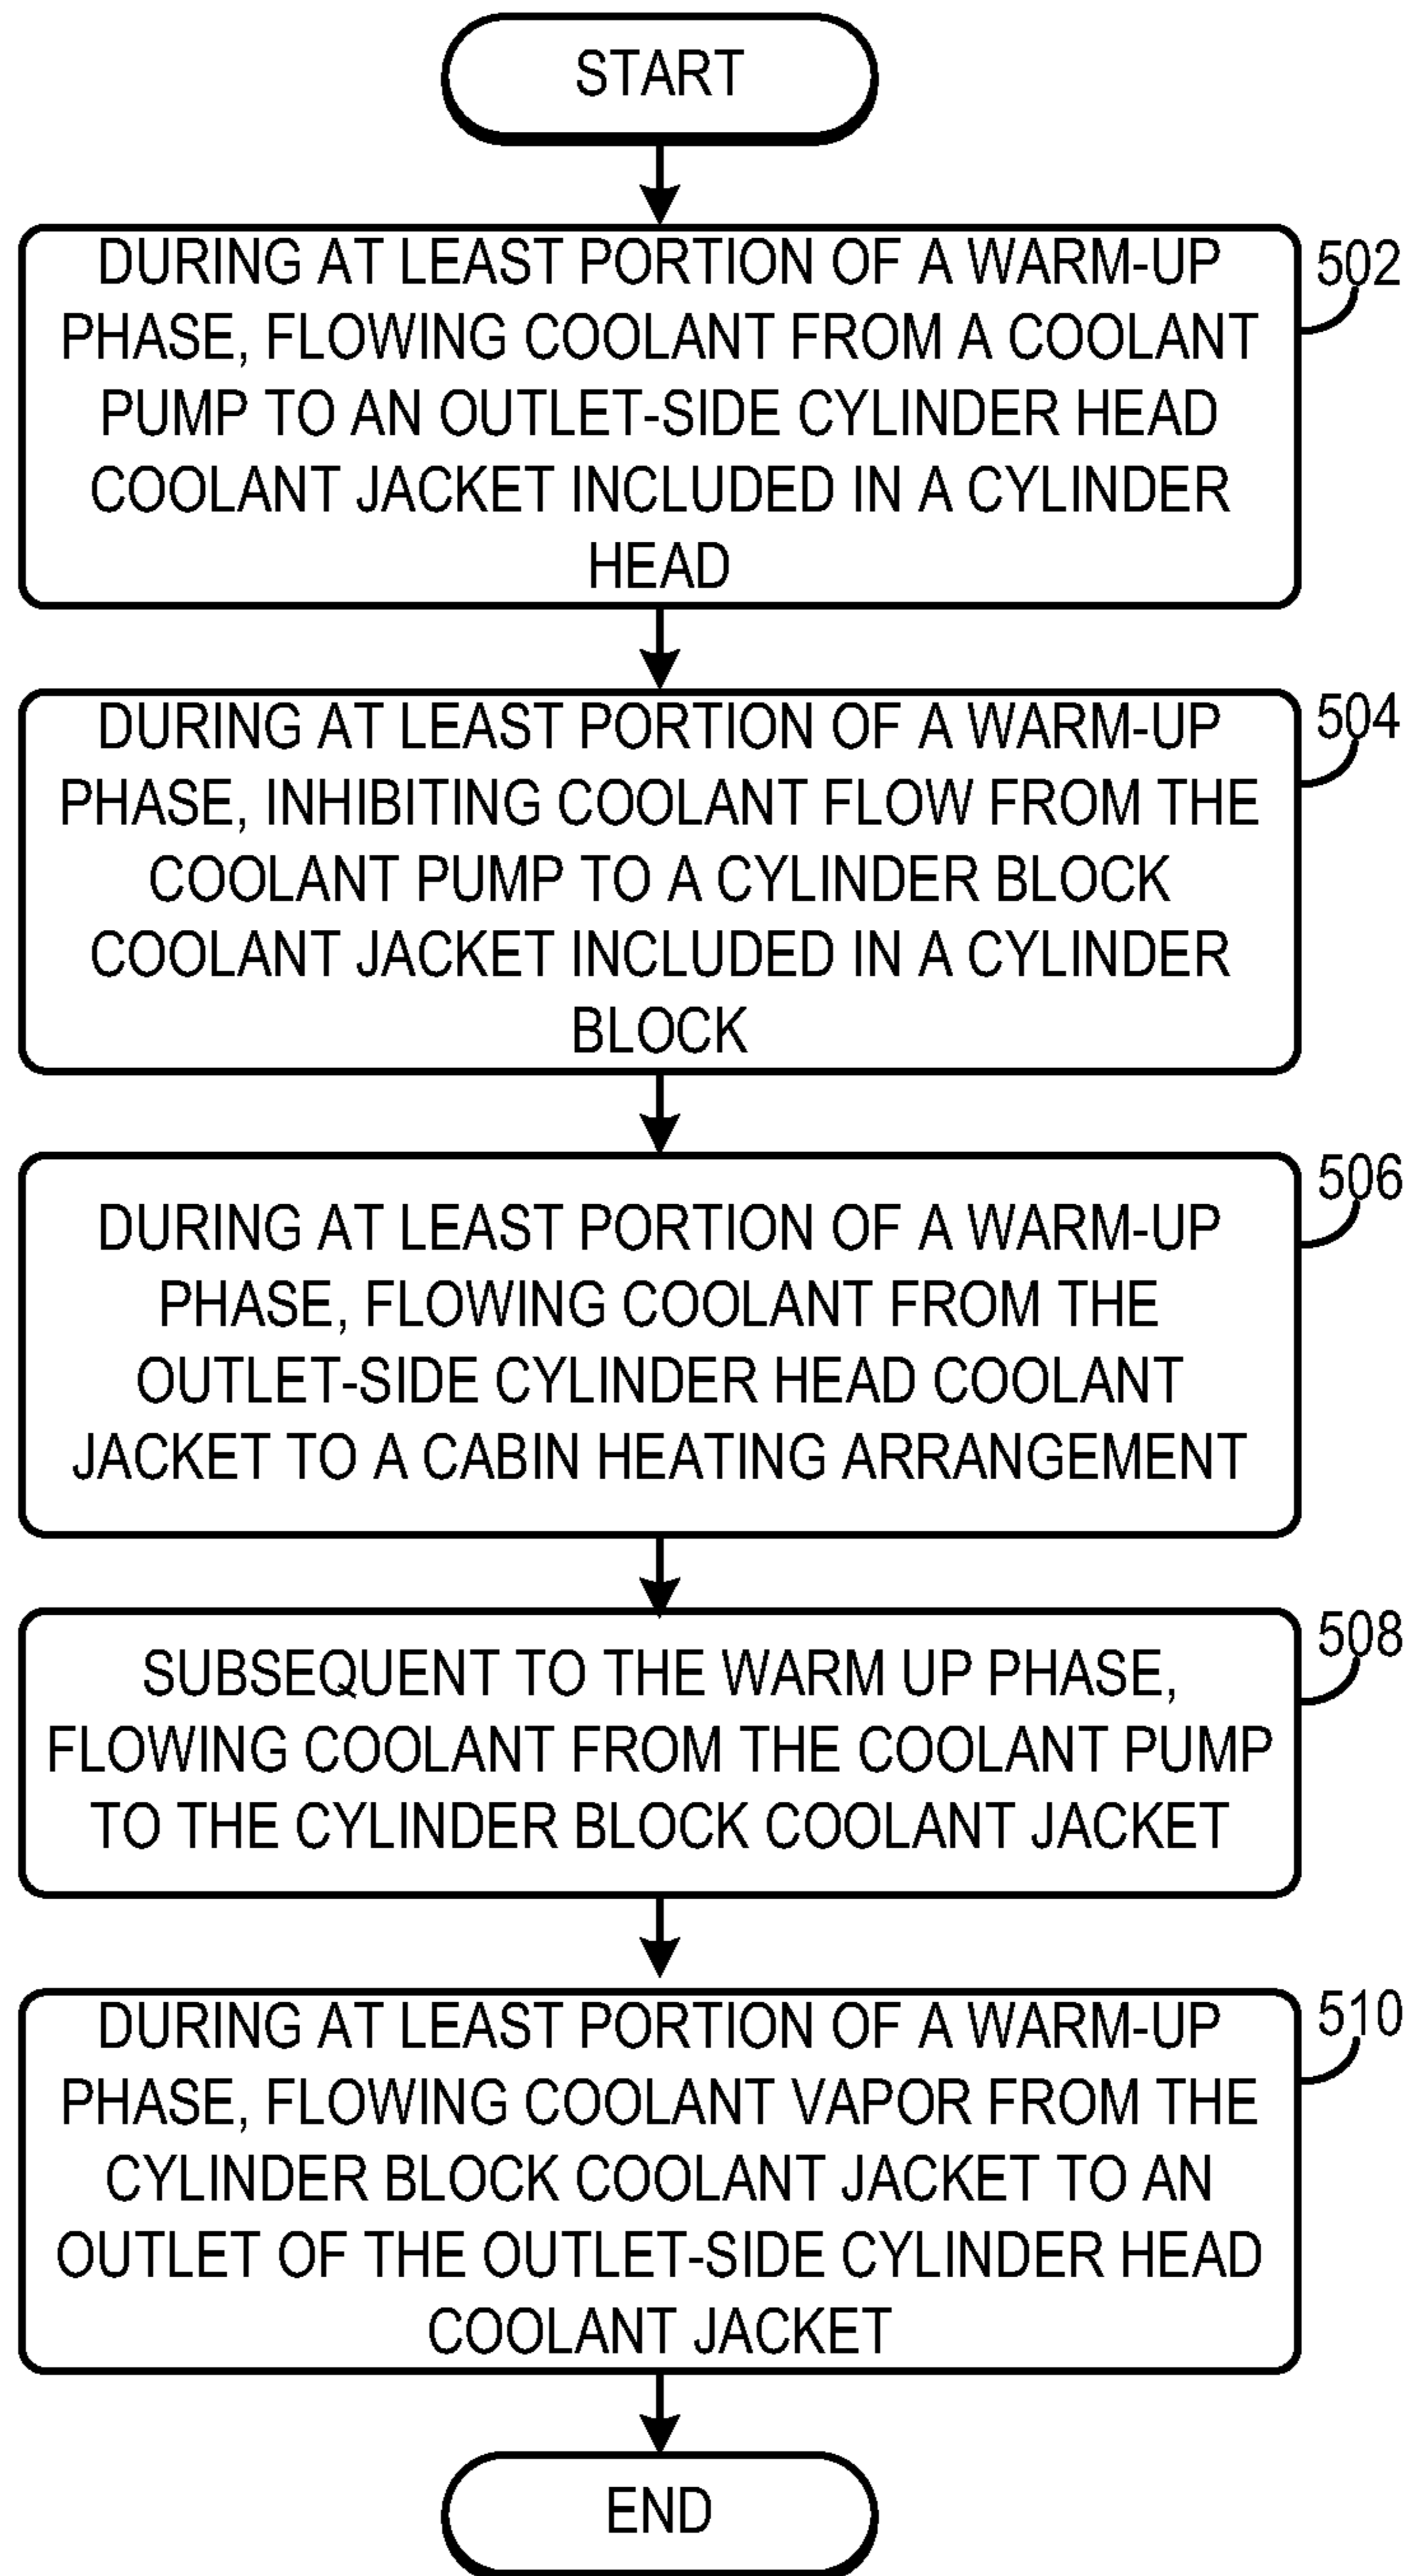 START
DURING AT LEAST PORTION OF A WARM-UP
PHASE, FLOWING COOLANT FROM A COOLANT
PUMP TO AN OUTLET-SIDE CYLINDER HEAD
COOLANT JACKET INCLUDED IN A CYLINDER
HEAD
502
DURING AT LEAST PORTION OF A WARM-UP
PHASE, INHIBITING COOLANT FLOW FROM THE
COOLANT PUMP TO A CYLINDER BLOCK
COOLANT JACKET INCLUDED IN A CYLINDER
BLOCK
504
DURING AT LEAST PORTION OF A WARM-UP
PHASE, FLOWING COOLANT FROM THE
OUTLET-SIDE CYLINDER HEAD COOLANT
JACKET TO A CABIN HEATING ARRANGEMENT
506
SUBSEQUENT TO THE WARM UP PHASE,
FLOWING COOLANT FROM THE COOLANT PUMP
TO THE CYLINDER BLOCK COOLANT JACKET
508
DURING AT LEAST PORTION OF A WARM-UP
PHASE, FLOWING COOLANT VAPOR FROM THE
CYLINDER BLOCK COOLANT JACKET TO AN
OUTLET OF THE OUTLET-SIDE CYLINDER HEAD
COOLANT JACKET
510
END